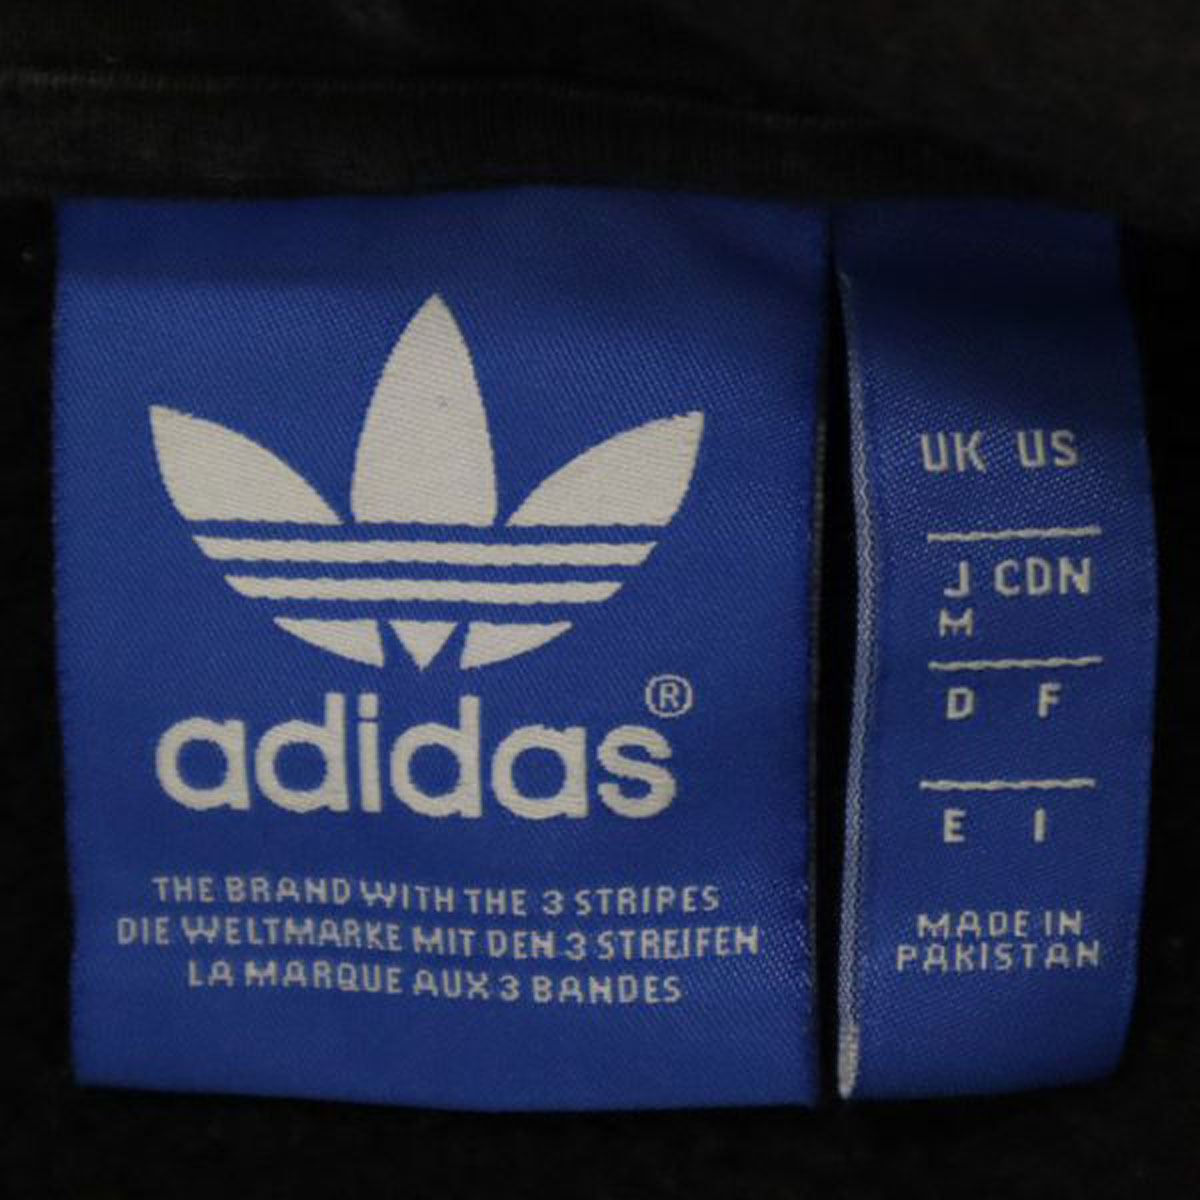 adidas®
THE BRAND WITH THE 3 STRIPES
DIE WELTMARKE MIT DEN 3 STREIFEN
LA MARQUE AUX 3 BANDES
UK US
J CDN
M
D F
E I
MADE IN
PAKISTAN